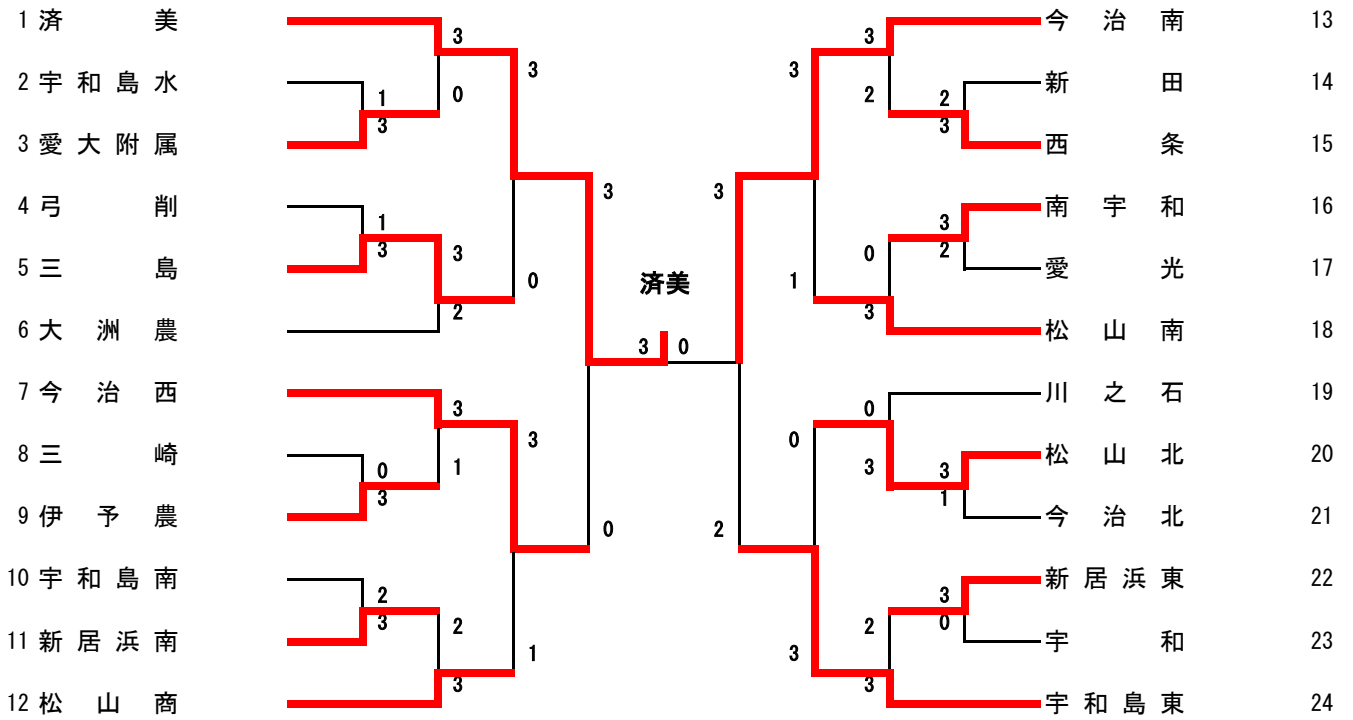 1 済美
3
3
2 宇和島水
1
0
3
3 愛大附属
4 弓削
1
3
3
5 三島
0
2
6 大洲農
3
7 今治西
3
3
8 三崎
0
1
3
9 伊予農
0
10 宇和島南
2
3
2
11 新居浜南
1
3
12 松山商
済美
3 0
今治南 13
3
3
新田 14
2
2
3
西条 15
3
南宇和 16
3
0
2
愛光 17
1
3
松山南 18
川之石 19
0
0
松山北 20
3
3
1
今治北 21
2
新居浜東 22
3
2
0
宇和 23
3
3
宇和島東 24